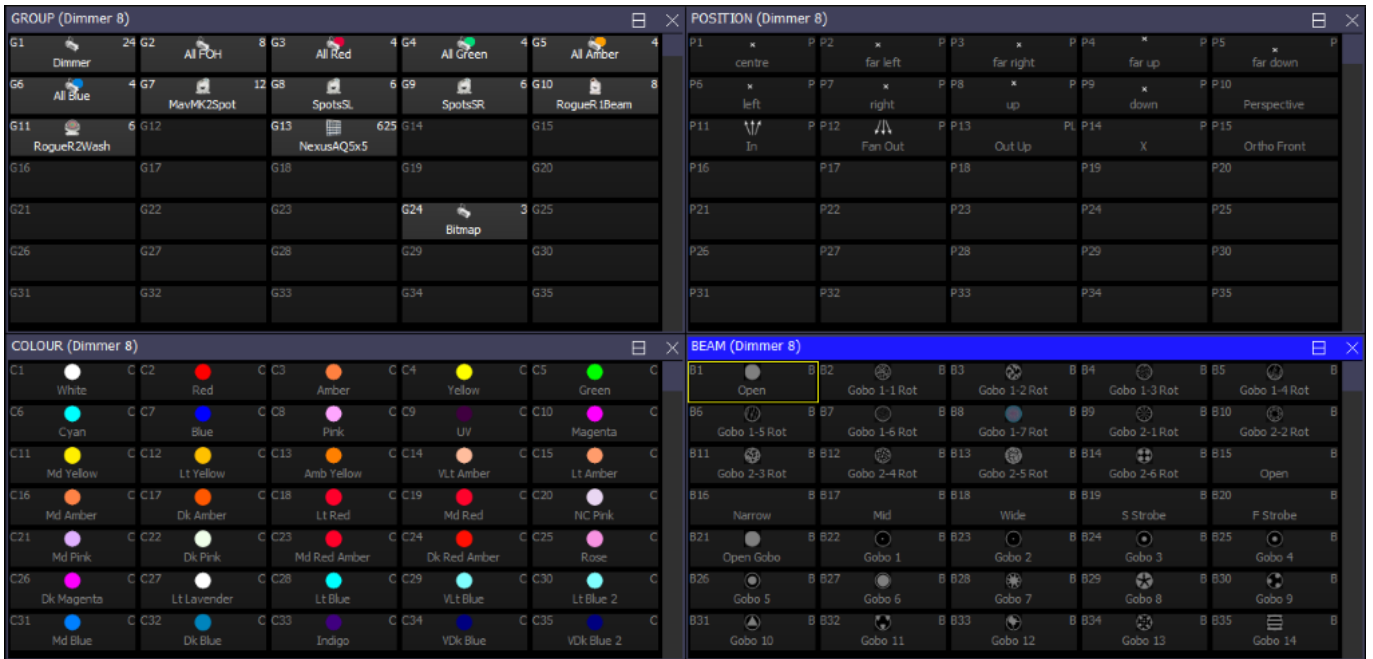 GROUP (Dimmer 8)
G1 24 G2 8 G3 4 G4 4 G5 4
Dimmer All FOH All Red All Green All Amber
G6 4 G7 12 G8 6 G9 6 G10 8
All Blue MavMK2Spot SpotsSL SpotsSR RogueR1Beam
G11 6 G12 G13 625 G14 G15
RogueR2Wash NexusAQ5x5
G16 G17 G18 G19 G20
G21 G22 G23 G24 3 G25
Bitmap
G26 G27 G28 G29 G30
G31 G32 G33 G34 G35
POSITION (Dimmer 8)
P1 P P2 P P3 P P4 P P5 P
centre far left far right far up far down
P6 P P7 P P8 P P9 P P10
left right up down Perspective
P11 P P12 P P13 PL P14 P P15
In Fan Out Out Up X Ortho Front
P16 P17 P18 P19 P20
P21 P22 P23 P24 P25
P26 P27 P28 P29 P30
P31 P32 P33 P34 P35
COLOUR (Dimmer 8)
C1 C C2 C C3 C C4 C C5 C
White Red Amber Yellow Green
C6 C C7 C C8 C C9 C C10 C
Cyan Blue Pink UV Magenta
C11 C C12 C C13 C C14 C C15 C
Md Yellow Lt Yellow Amb Yellow VLt Amber Lt Amber
C16 C C17 C C18 C C19 C C20 C
Md Amber Dk Amber Lt Red Md Red NC Pink
C21 C C22 C C23 C C24 C C25 C
Md Pink Dk Pink Md Red Amber Dk Red Amber Rose
C26 C C27 C C28 C C29 C C30 C
Dk Magenta Lt Lavender Lt Blue VLt Blue Lt Blue 2
C31 C C32 C C33 C C34 C C35 C
Md Blue Dk Blue Indigo VDk Blue VDk Blue 2
BEAM (Dimmer 8)
B1 B B2 B B3 B B4 B B5 B
Open Gobo 1-1 Rot Gobo 1-2 Rot Gobo 1-3 Rot Gobo 1-4 Rot
B6 B B7 B B8 B B9 B B10 B
Gobo 1-5 Rot Gobo 1-6 Rot Gobo 1-7 Rot Gobo 2-1 Rot Gobo 2-2 Rot
B11 B B12 B B13 B B14 B B15 B
Gobo 2-3 Rot Gobo 2-4 Rot Gobo 2-5 Rot Gobo 2-6 Rot Open
B16 B B17 B B18 B B19 B B20 B
Narrow Mid Wide S Strobe F Strobe
B21 B B22 B B23 B B24 B B25 B
Open Gobo Gobo 1 Gobo 2 Gobo 3 Gobo 4
B26 B B27 B B28 B B29 B B30 B
Gobo 5 Gobo 6 Gobo 7 Gobo 8 Gobo 9
B31 B B32 B B33 B B34 B B35 B
Gobo 10 Gobo 11 Gobo 12 Gobo 13 Gobo 14